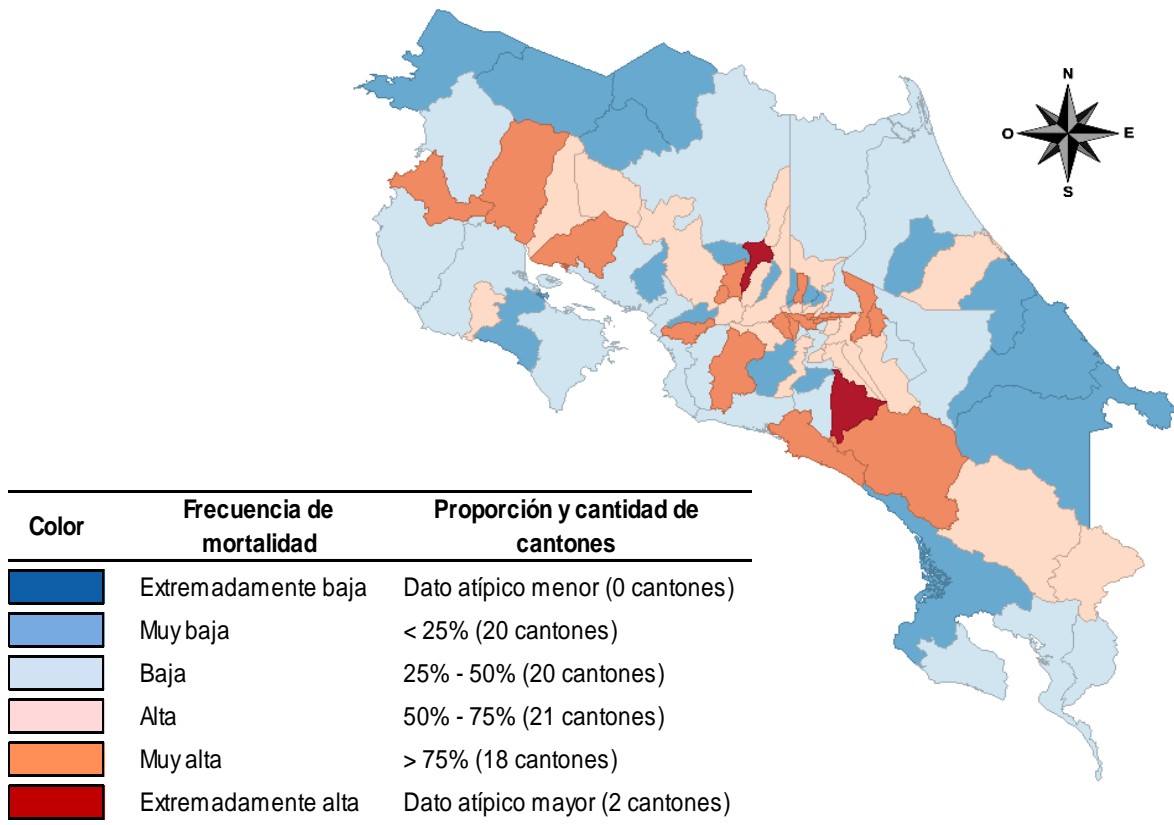 N
O
E
S
Color
Frecuencia de
mortalidad
Proporción y cantidad de
cantones
Extremadamente baja
Dato atípico menor (0 cantones)
Muy baja
< 25% (20 cantones)
Baja
25% - 50% (20 cantones)
Alta
50% - 75% (21 cantones)
Muy alta
> 75% (18 cantones)
Extremadamente alta
Dato atípico mayor (2 cantones)